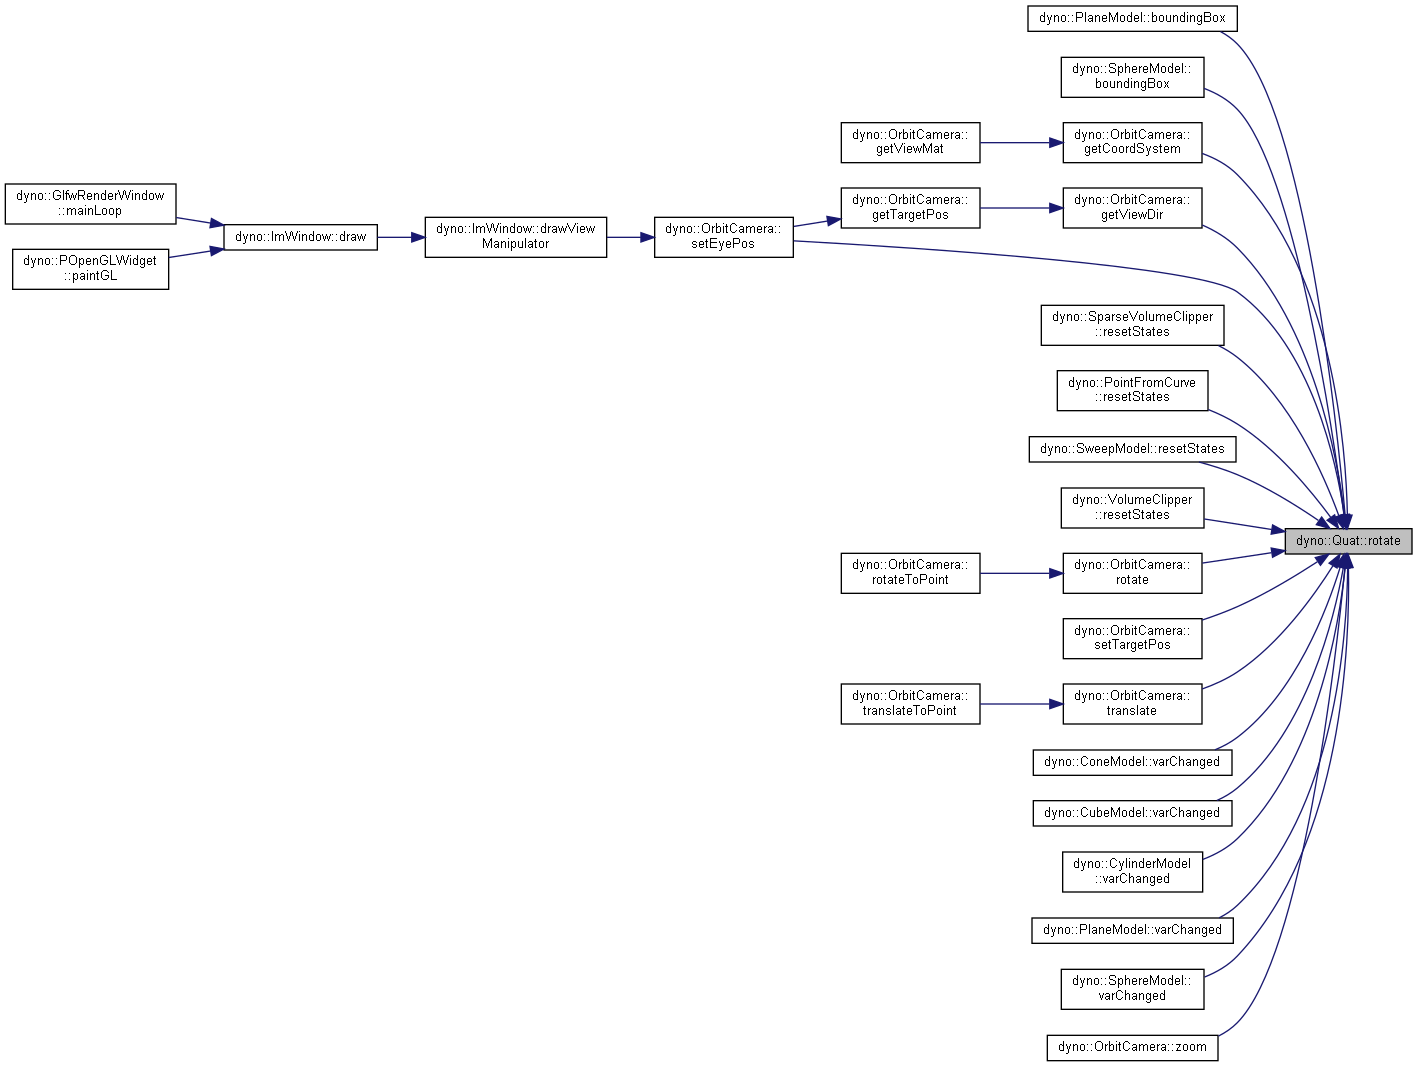 dyno::PlaneModel::boundingBox
dyno::SphereModel::
boundingBox
dyno::OrbitCamera::
getViewMat
dyno::OrbitCamera::
getCoordSystem
dyno::GlfwRenderWindow
::mainLoop
dyno::POpenGLWidget
::paintGL
dyno::ImWindow::draw
dyno::ImWindow::drawView
Manipulator
dyno::OrbitCamera::
setEyePos
dyno::OrbitCamera::
getTargetPos
dyno::OrbitCamera::
getViewDir
dyno::SparseVolumeClipper
::resetStates
dyno::PointFromCurve
::resetStates
dyno::SweepModel::resetStates
dyno::VolumeClipper
::resetStates
dyno::Quat::rotate
dyno::OrbitCamera::
rotateToPoint
dyno::OrbitCamera::
rotate
dyno::OrbitCamera::
setTargetPos
dyno::OrbitCamera::
translateToPoint
dyno::OrbitCamera::
translate
dyno::ConeModel::varChanged
dyno::CubeModel::varChanged
dyno::CylinderModel
::varChanged
dyno::PlaneModel::varChanged
dyno::SphereModel::
varChanged
dyno::OrbitCamera::zoom